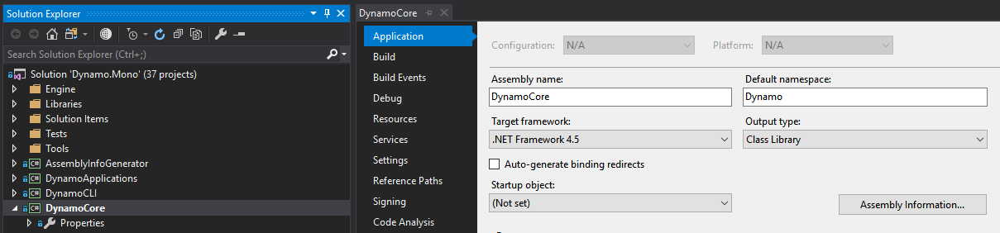 Solution Explorer
Search Solution Explorer (Ctrl+;)
Solution 'Dynamo.Mono' (37 projects)
Engine
Libraries
Solution Items
Tests
Tools
C# AssemblyInfoGenerator
C# DynamoApplications
C# DynamoCLI
C# DynamoCore
Properties
DynamoCore
Application
Build
Build Events
Debug
Resources
Services
Settings
Reference Paths
Signing
Code Analysis
Configuration: N/A Platform: N/A
Assembly name: Default namespace:
DynamoCore Dynamo
Target framework: Output type:
.NET Framework 4.5 Class Library
Auto-generate binding redirects
Startup object:
(Not set) Assembly Information...